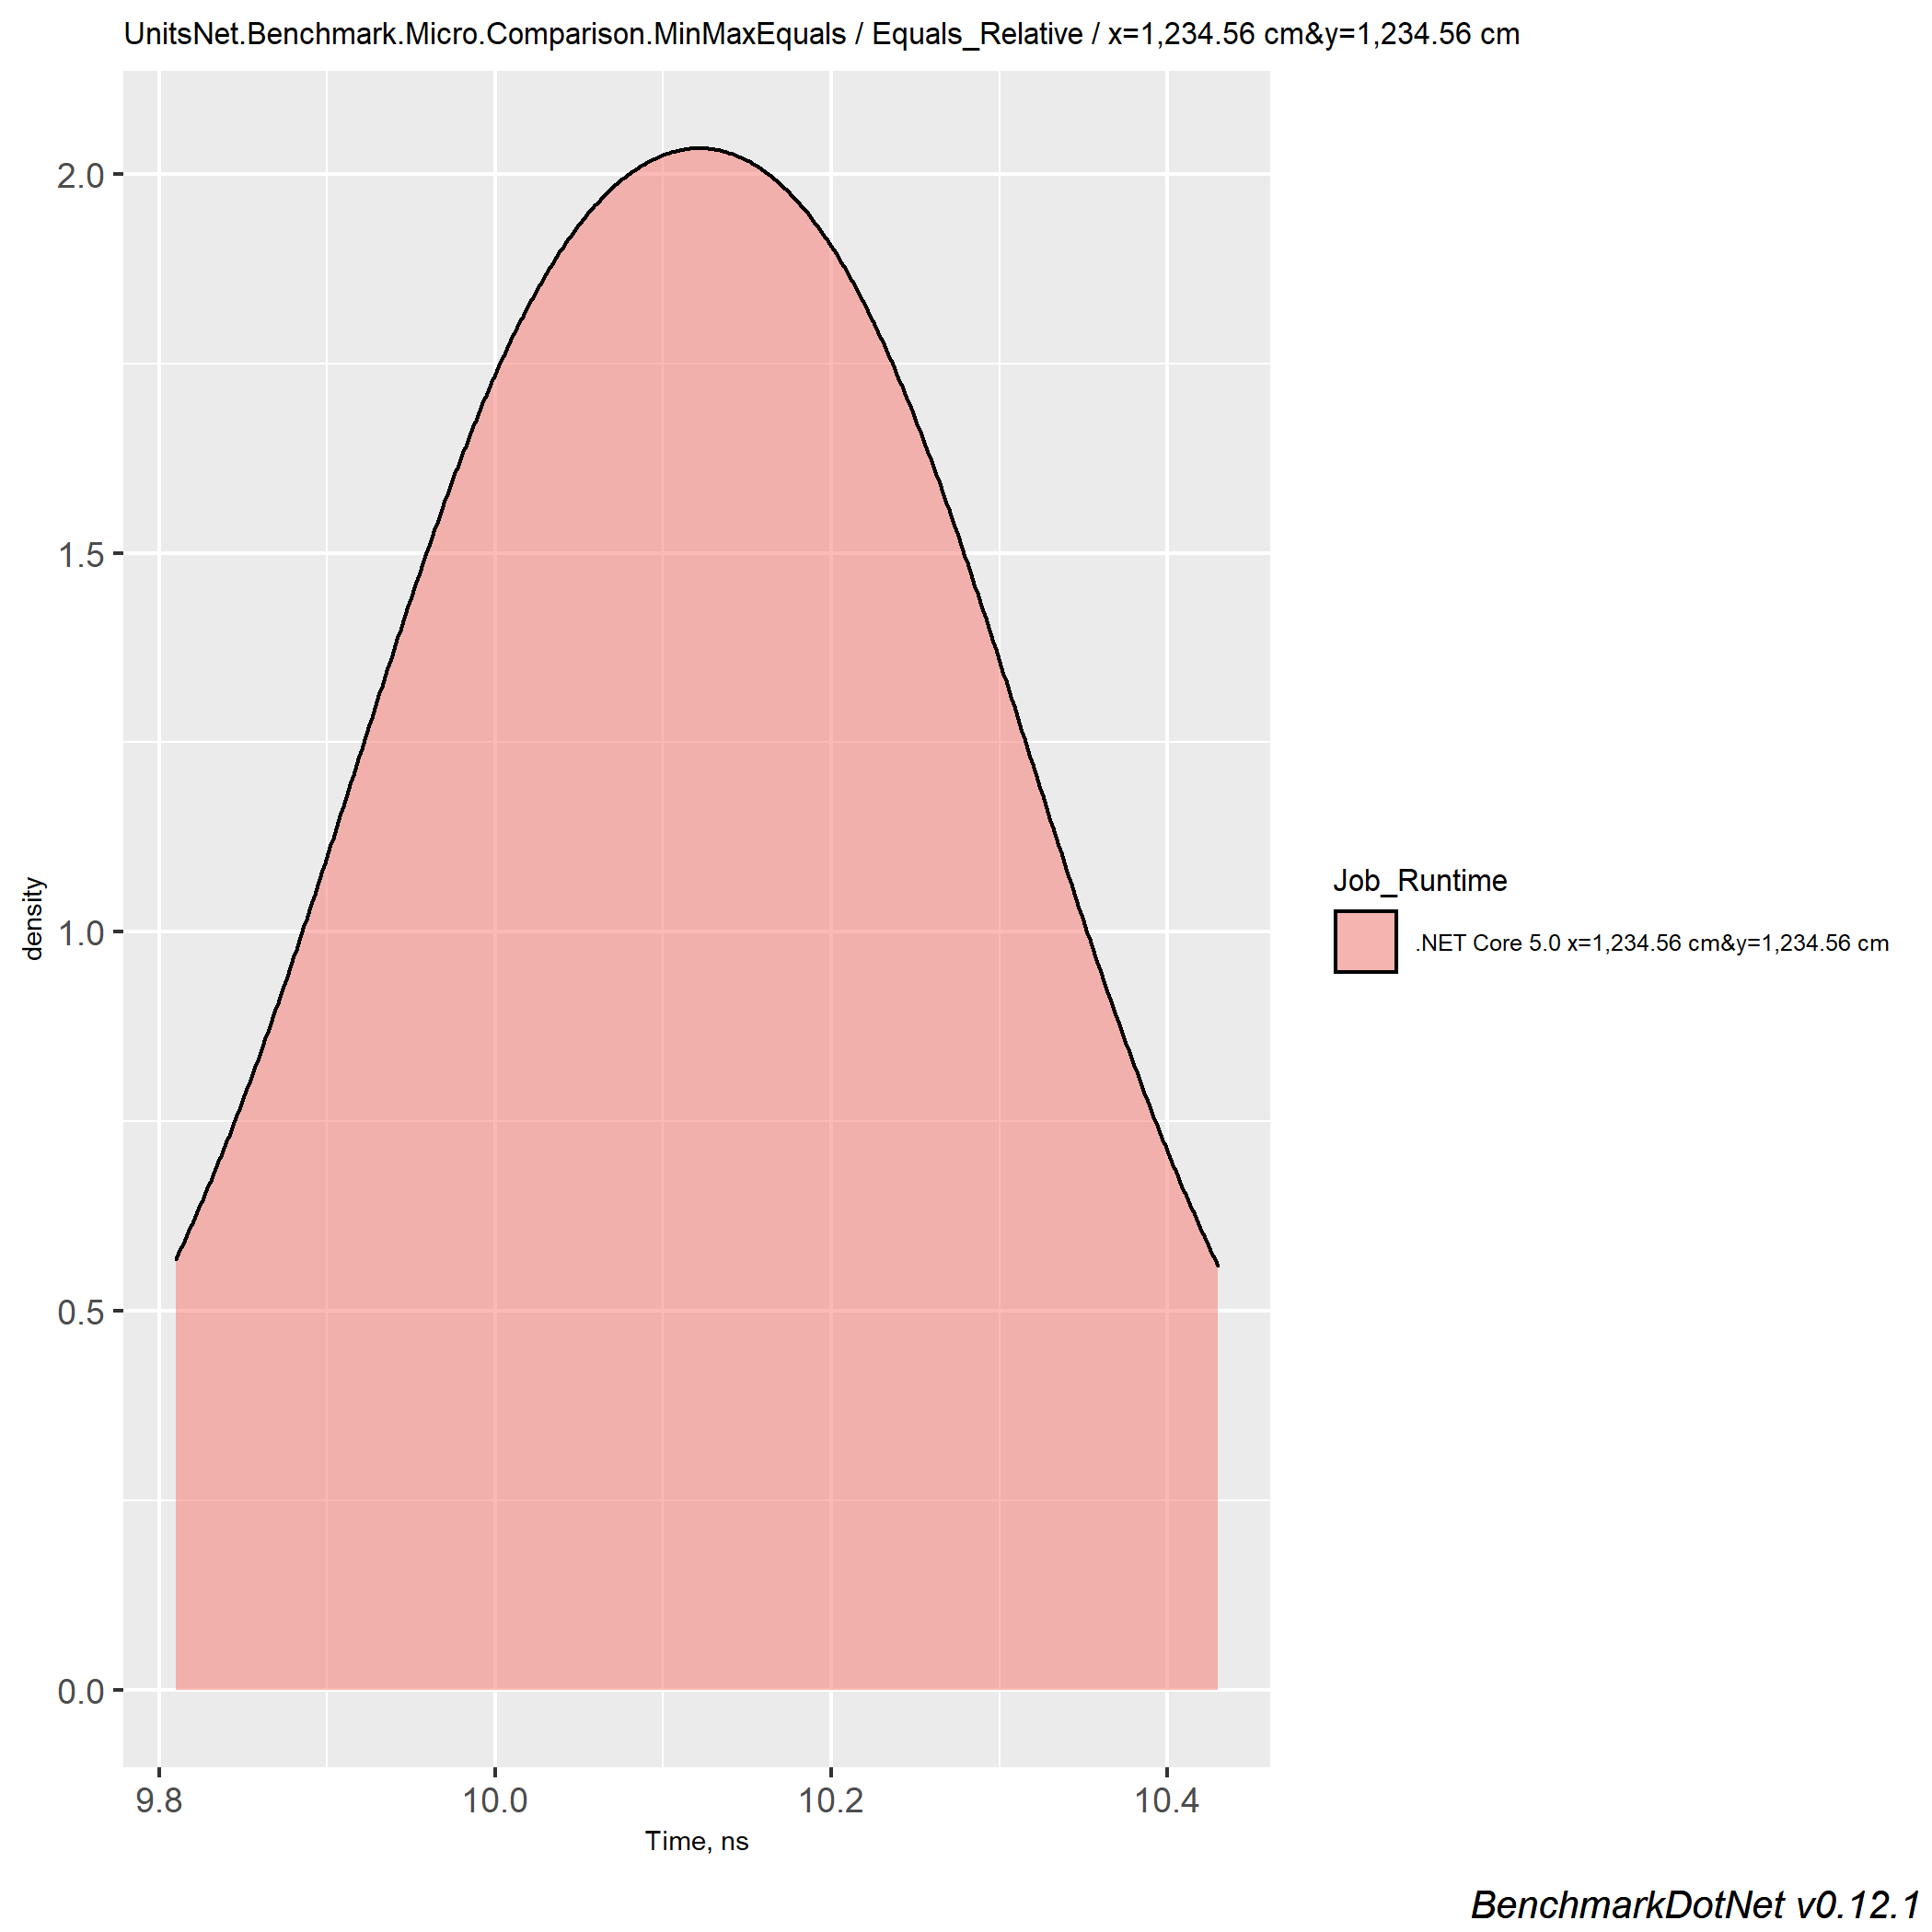 UnitsNet.Benchmark.Micro.Comparison.MinMaxEquals / Equals_Relative / x=1,234.56 cm&y=1,234.56 cm
2.0
1.5
1.0
0.5
0.0
density
9.8
10.0
10.2
10.4
Time, ns
Job_Runtime
.NET Core 5.0 x=1,234.56 cm&y=1,234.56 cm
BenchmarkDotNet v0.12.1